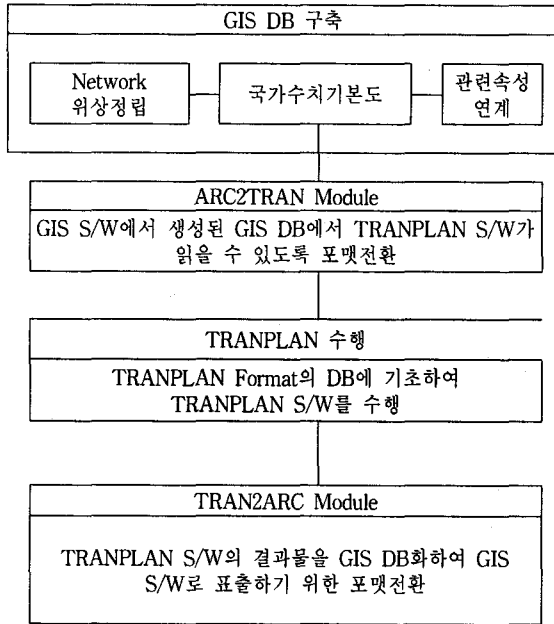 GIS DB 구축
Network
위상정립
국가수치기본도
관련속성
연계
ARC2TRAN Module
GIS S/W에서 생성된 GIS DB에서 TRANPLAN S/W가
읽을 수 있도록 포맷전환
TRANPLAN 수행
TRANPLAN Format의 DB에 기초하여
TRANPLAN S/W를 수행
TRAN2ARC Module
TRANPLAN S/W의 결과물을 GIS DB화하여 GIS
S/W로 표출하기 위한 포맷전환